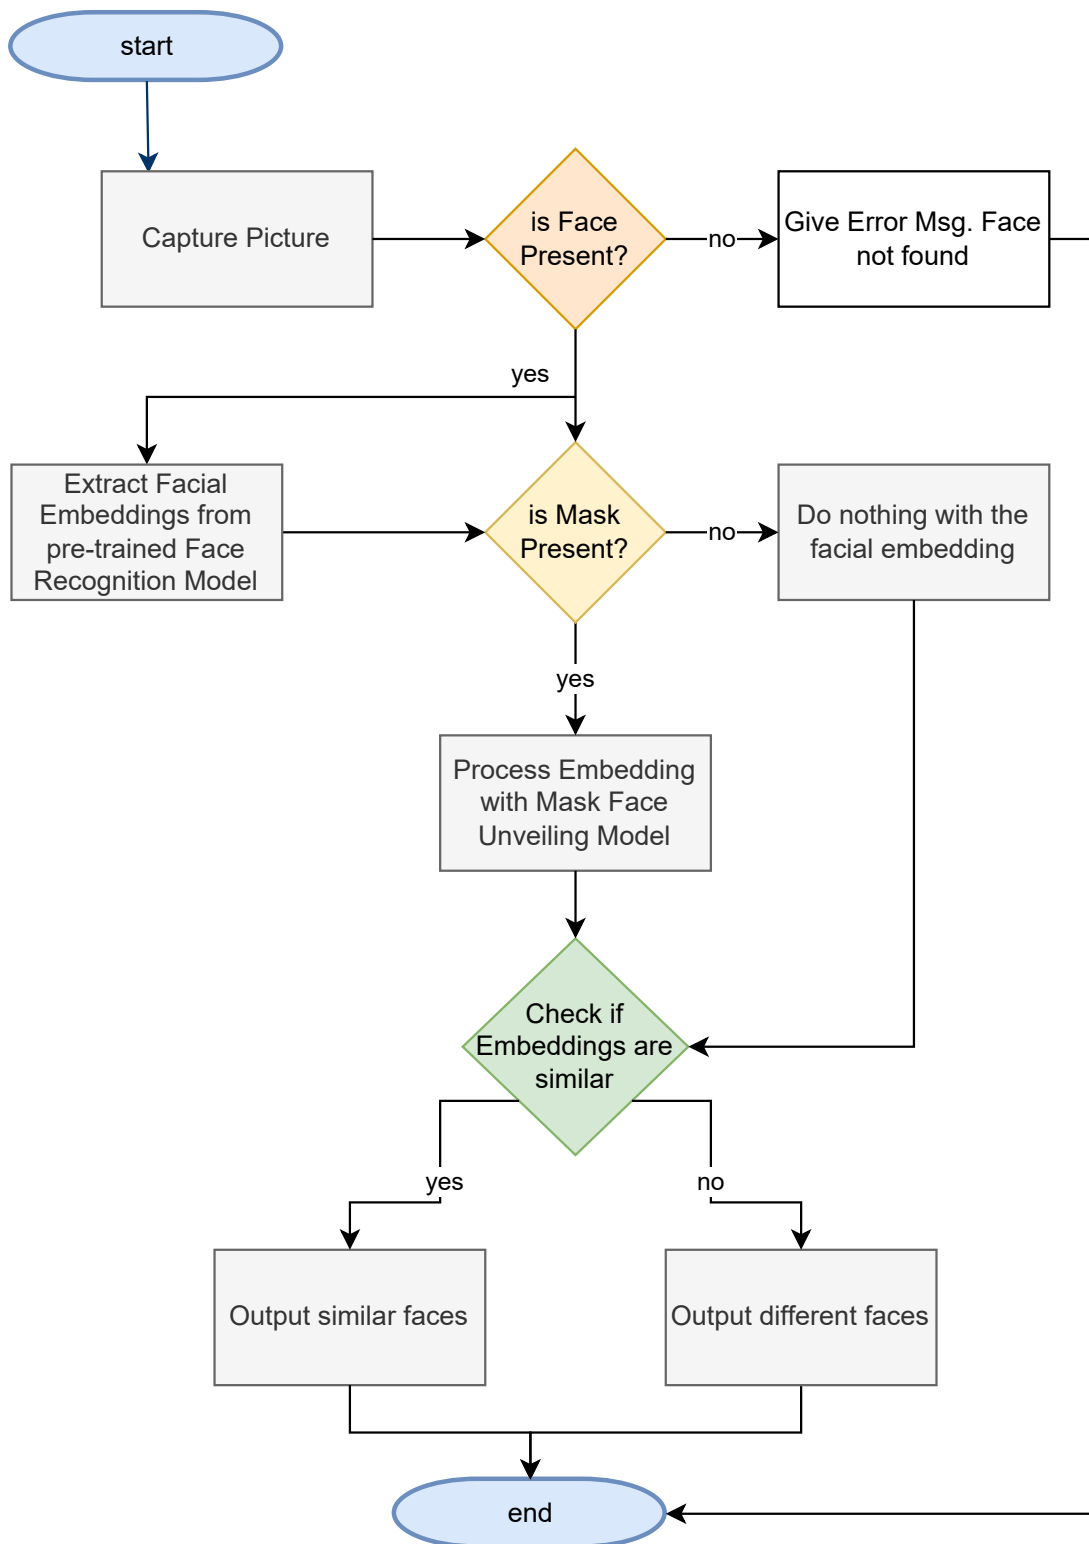 start
Capture Picture
is Face
Present?
no
Give Error Msg. Face
not found
yes
Extract Facial
Embeddings from
pre-trained Face
Recognition Model
is Mask
Present?
no
Do nothing with the
facial embedding
yes
Process Embedding
with Mask Face
Unveiling Model
Check if
Embeddings are
similar
yes
no
Output similar faces
Output different faces
end